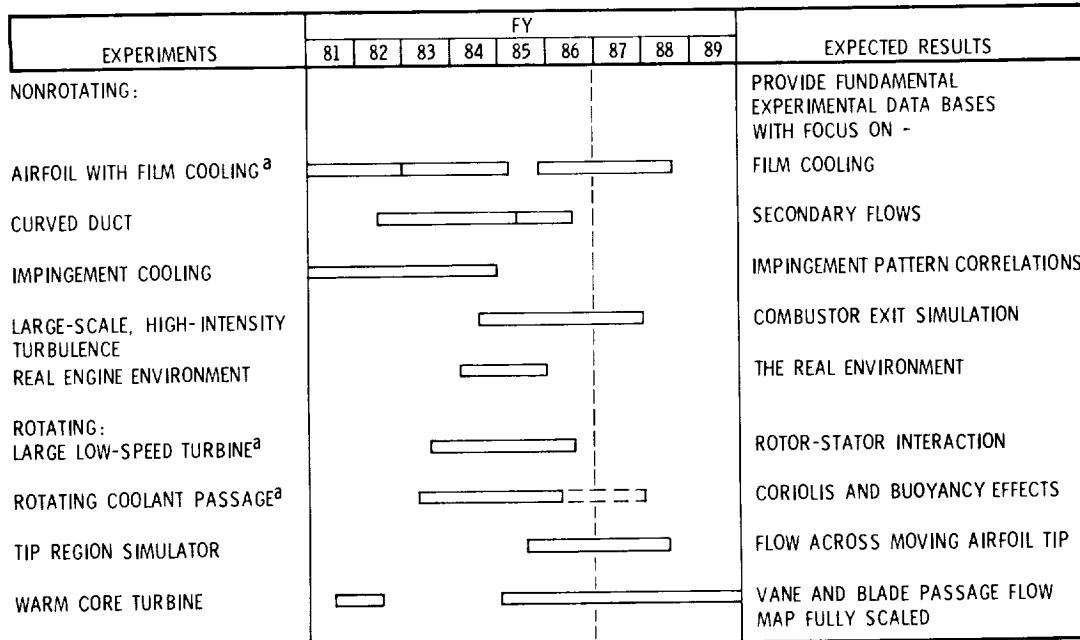 FY
EXPERIMENTS 81 82 83 84 85 86 87 88 89 EXPECTED RESULTS
NONROTATING: PROVIDE FUNDAMENTAL
EXPERIMENTAL DATA BASES
WITH FOCUS ON -
AIRFOIL WITH FILM COOLINGᵃ FILM COOLING
CURVED DUCT SECONDARY FLOWS
IMPINGEMENT COOLING IMPINGEMENT PATTERN CORRELATIONS
LARGE-SCALE, HIGH-INTENSITY COMBUSTOR EXIT SIMULATION
TURBULENCE
REAL ENGINE ENVIRONMENT THE REAL ENVIRONMENT
ROTATING:
LARGE LOW-SPEED TURBINEᵃ ROTOR-STATOR INTERACTION
ROTATING COOLANT PASSAGEᵃ CORIOLIS AND BUOYANCY EFFECTS
TIP REGION SIMULATOR FLOW ACROSS MOVING AIRFOIL TIP
WARM CORE TURBINE VANE AND BLADE PASSAGE FLOW
MAP FULLY SCALED